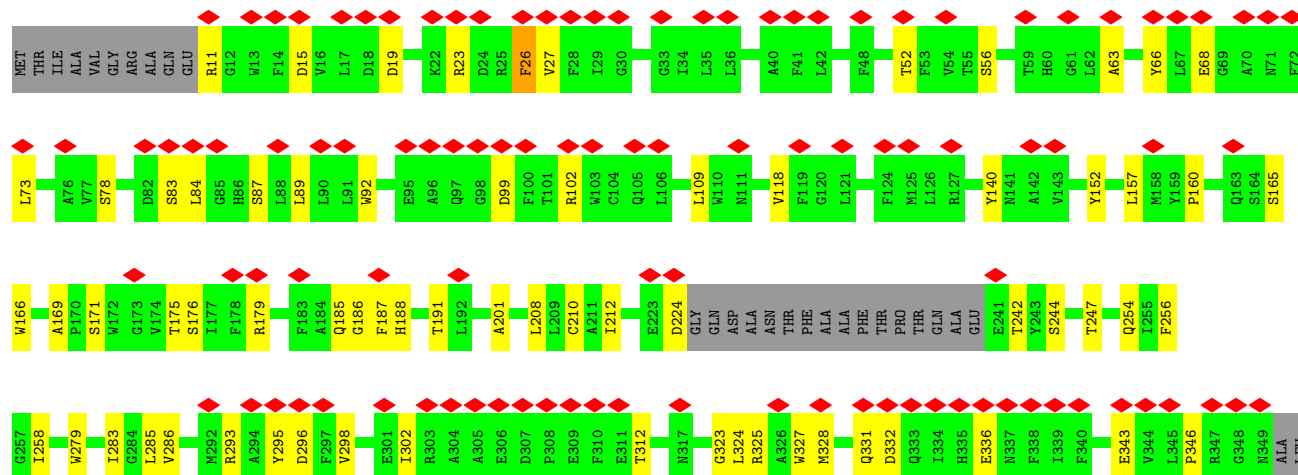 MET THR ILE ALA VAL GLY ARG ALA GLN GLU R11 G12 W13 F14 D15 V16 L17 D18 D19 K22 R23 D24 R25 F26 V27 F28 I29 G30 G33 I34 L35 L36 A40 F41 L42 F48 T52 F53 V54 T55 S56 T59 H60 G61 L62 A63 Y66 L67 E68 G69 A70 N71 F72
L73 A76 V77 S78 D82 S83 L84 G85 H86 S87 L88 L89 L90 L91 W92 E95 A96 Q97 G98 D99 F100 T101 R102 W103 C104 Q105 L106 L109 W110 N111 V118 F119 G120 L121 F124 M125 L126 R127 Y140 N141 A142 V143 Y152 L157 M158 Y159 P160 Q163 S164 S165
W166 A169 P170 S171 W172 G173 V174 T175 S176 I177 F178 R179 F183 A184 Q185 G186 F187 H188 T191 L192 A201 L208 L209 C210 A211 I212 E223 D224 GLY GLN ASP ALA ASN THR PHE ALA ALA PHE THR PRO THR GLN ALA GLU E241 T242 Y243 S244 T247 Q254 I255 F256
G257 I258 W279 I283 G284 L285 V286 M292 R293 A294 Y295 D296 F297 V298 E301 I302 R303 A304 A305 E306 D307 P308 E309 F310 E311 T312 N317 G323 L324 R325 A326 W327 M328 Q331 D332 Q333 I334 H335 E336 N337 F338 I339 F340 E343 V344 L345 P346 R347 G348 N349 ALA